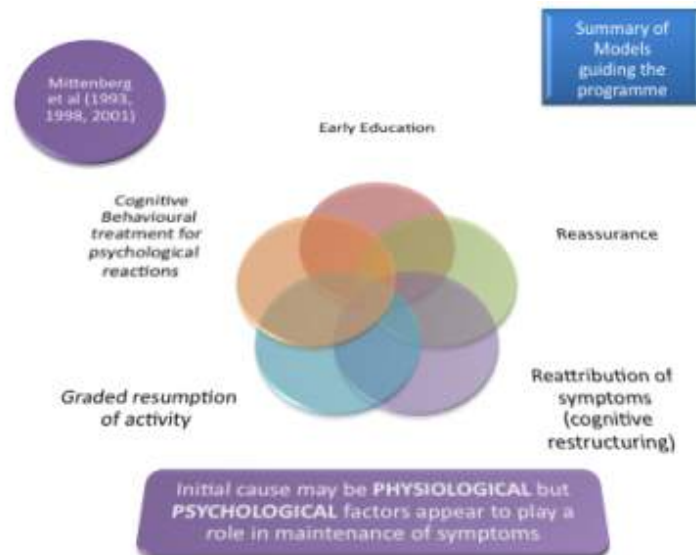 Mittenberg
et al (1993,
1998, 2001)
Summary of
Models
guiding the
programme
Early Education
Cognitive
Behavioural
treatment for
psychological
reactions
Reassurance
Graded resumption
of activity
Reattribution of
symptoms
(cognitive
restructuring)
Initial cause may be PHYSIOLOGICAL but
PSYCHOLOGICAL factors appear to play a
role in maintenance of symptoms